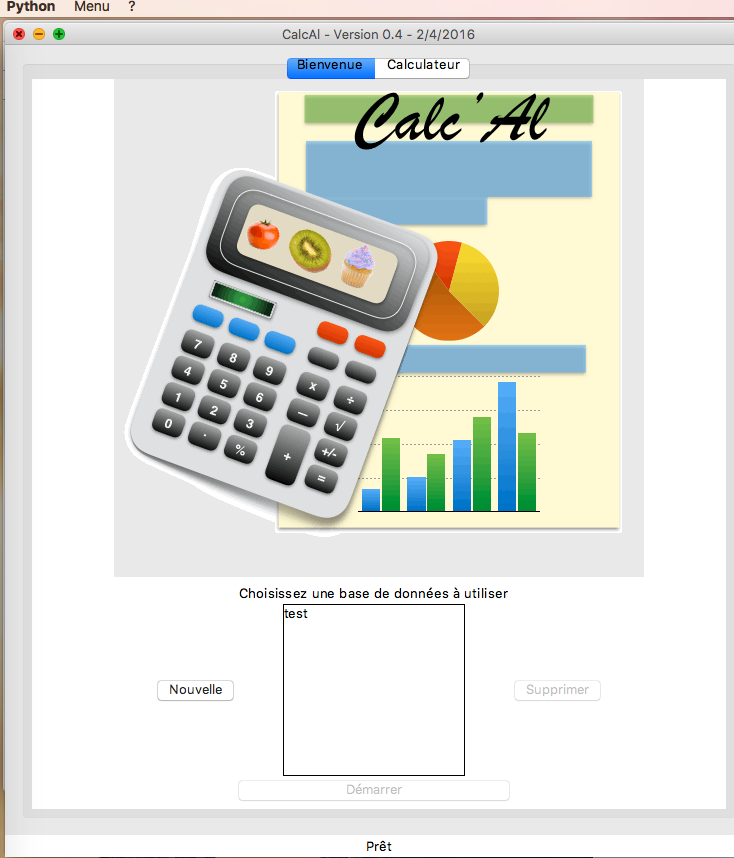 Python Menu ?
CalcAl - Version 0.4 - 2/4/2016
Bienvenue Calculateur
Calc'Al
7 8 9
4 5 6 x ÷
1 2 3 — √
0 . % + +/-
=
Choisissez une base de données à utiliser
test
Nouvelle Supprimer
Démarrer
Prêt